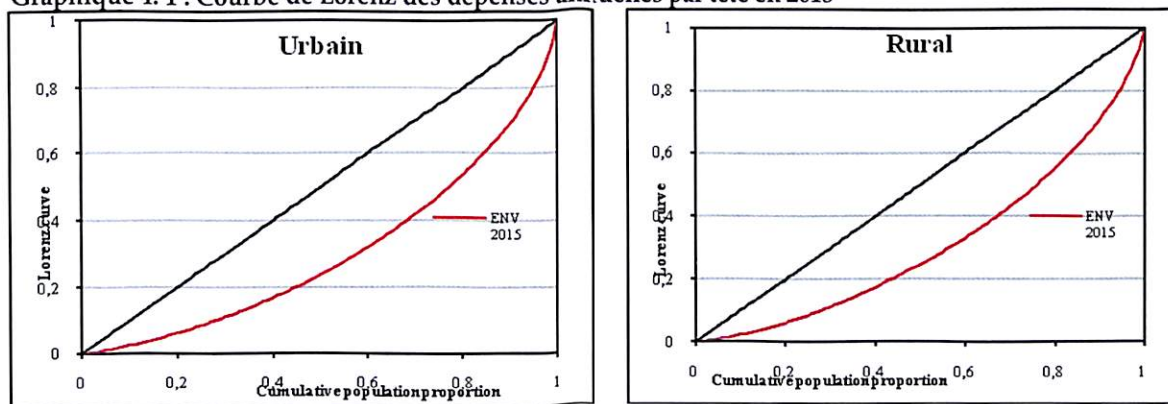 Graphique 1. 1 : Courbe de Lorenz des dépenses annuelles par tête en 2015
Urbain
1
0,8
0,6
0,4
0,2
0
Lorenz curve
0
0,2
0,4
0,6
0,8
1
Cumulative population proportion
ENV
2015
Rural
1
0,8
0,6
0,4
0,2
0
Lorenz curve
0
0,2
0,4
0,6
0,8
1
Cumulative population proportion
ENV
2015